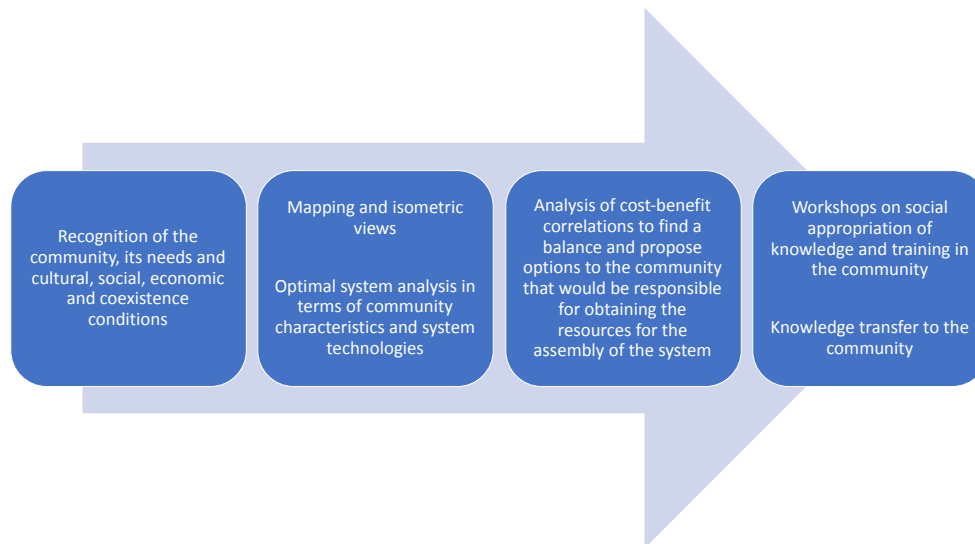 Recognition of the
community, its needs and
cultural, social, economic
and coexistence
conditions
Mapping and isometric
views
Optimal system analysis in
terms of community
characteristics and system
technologies
Analysis of cost-benefit
correlations to find a
balance and propose
options to the community
that would be responsible
for obtaining the
resources for the
assembly of the system
Workshops on social
appropriation of
knowledge and training in
the community
Knowledge transfer to the
community